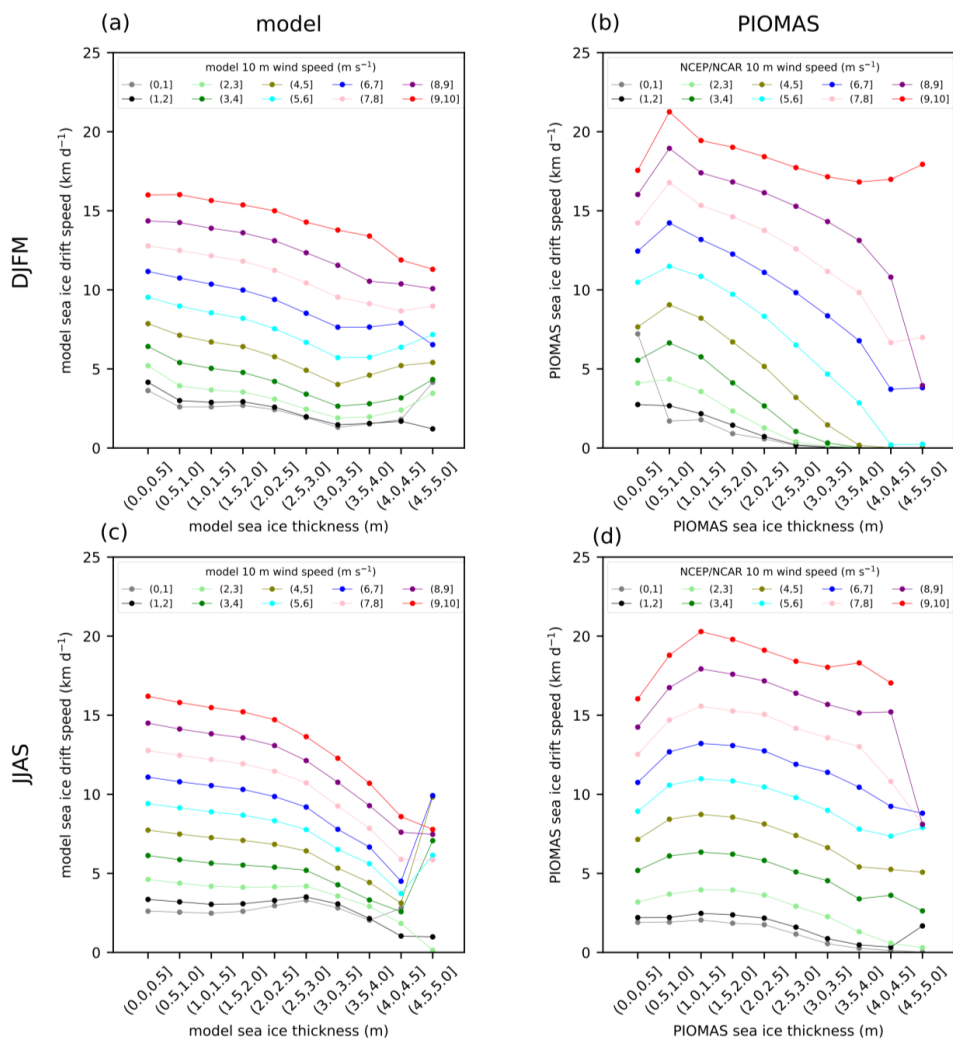 (a) model
(b) PIOMAS
DJFM
model 10 m wind speed (m s⁻¹)
(0,1] (2,3] (4,5] (6,7] (8,9]
(1,2] (3,4] (5,6] (7,8] (9,10]
25
20
15
10
5
0
model sea ice drift speed (km d⁻¹)
(0.0,0.5] (0.5,1.0] (1.0,1.5] (1.5,2.0] (2.0,2.5] (2.5,3.0] (3.0,3.5] (3.5,4.0] (4.0,4.5] (4.5,5.0]
model sea ice thickness (m)
NCEP/NCAR 10 m wind speed (m s⁻¹)
(0,1] (2,3] (4,5] (6,7] (8,9]
(1,2] (3,4] (5,6] (7,8] (9,10]
25
20
15
10
5
0
PIOMAS sea ice drift speed (km d⁻¹)
(0.0,0.5] (0.5,1.0] (1.0,1.5] (1.5,2.0] (2.0,2.5] (2.5,3.0] (3.0,3.5] (3.5,4.0] (4.0,4.5] (4.5,5.0]
PIOMAS sea ice thickness (m)
JJAS
(c)
model 10 m wind speed (m s⁻¹)
(0,1] (2,3] (4,5] (6,7] (8,9]
(1,2] (3,4] (5,6] (7,8] (9,10]
25
20
15
10
5
0
model sea ice drift speed (km d⁻¹)
(0.0,0.5] (0.5,1.0] (1.0,1.5] (1.5,2.0] (2.0,2.5] (2.5,3.0] (3.0,3.5] (3.5,4.0] (4.0,4.5] (4.5,5.0]
model sea ice thickness (m)
(d)
NCEP/NCAR 10 m wind speed (m s⁻¹)
(0,1] (2,3] (4,5] (6,7] (8,9]
(1,2] (3,4] (5,6] (7,8] (9,10]
25
20
15
10
5
0
PIOMAS sea ice drift speed (km d⁻¹)
(0.0,0.5] (0.5,1.0] (1.0,1.5] (1.5,2.0] (2.0,2.5] (2.5,3.0] (3.0,3.5] (3.5,4.0] (4.0,4.5] (4.5,5.0]
PIOMAS sea ice thickness (m)